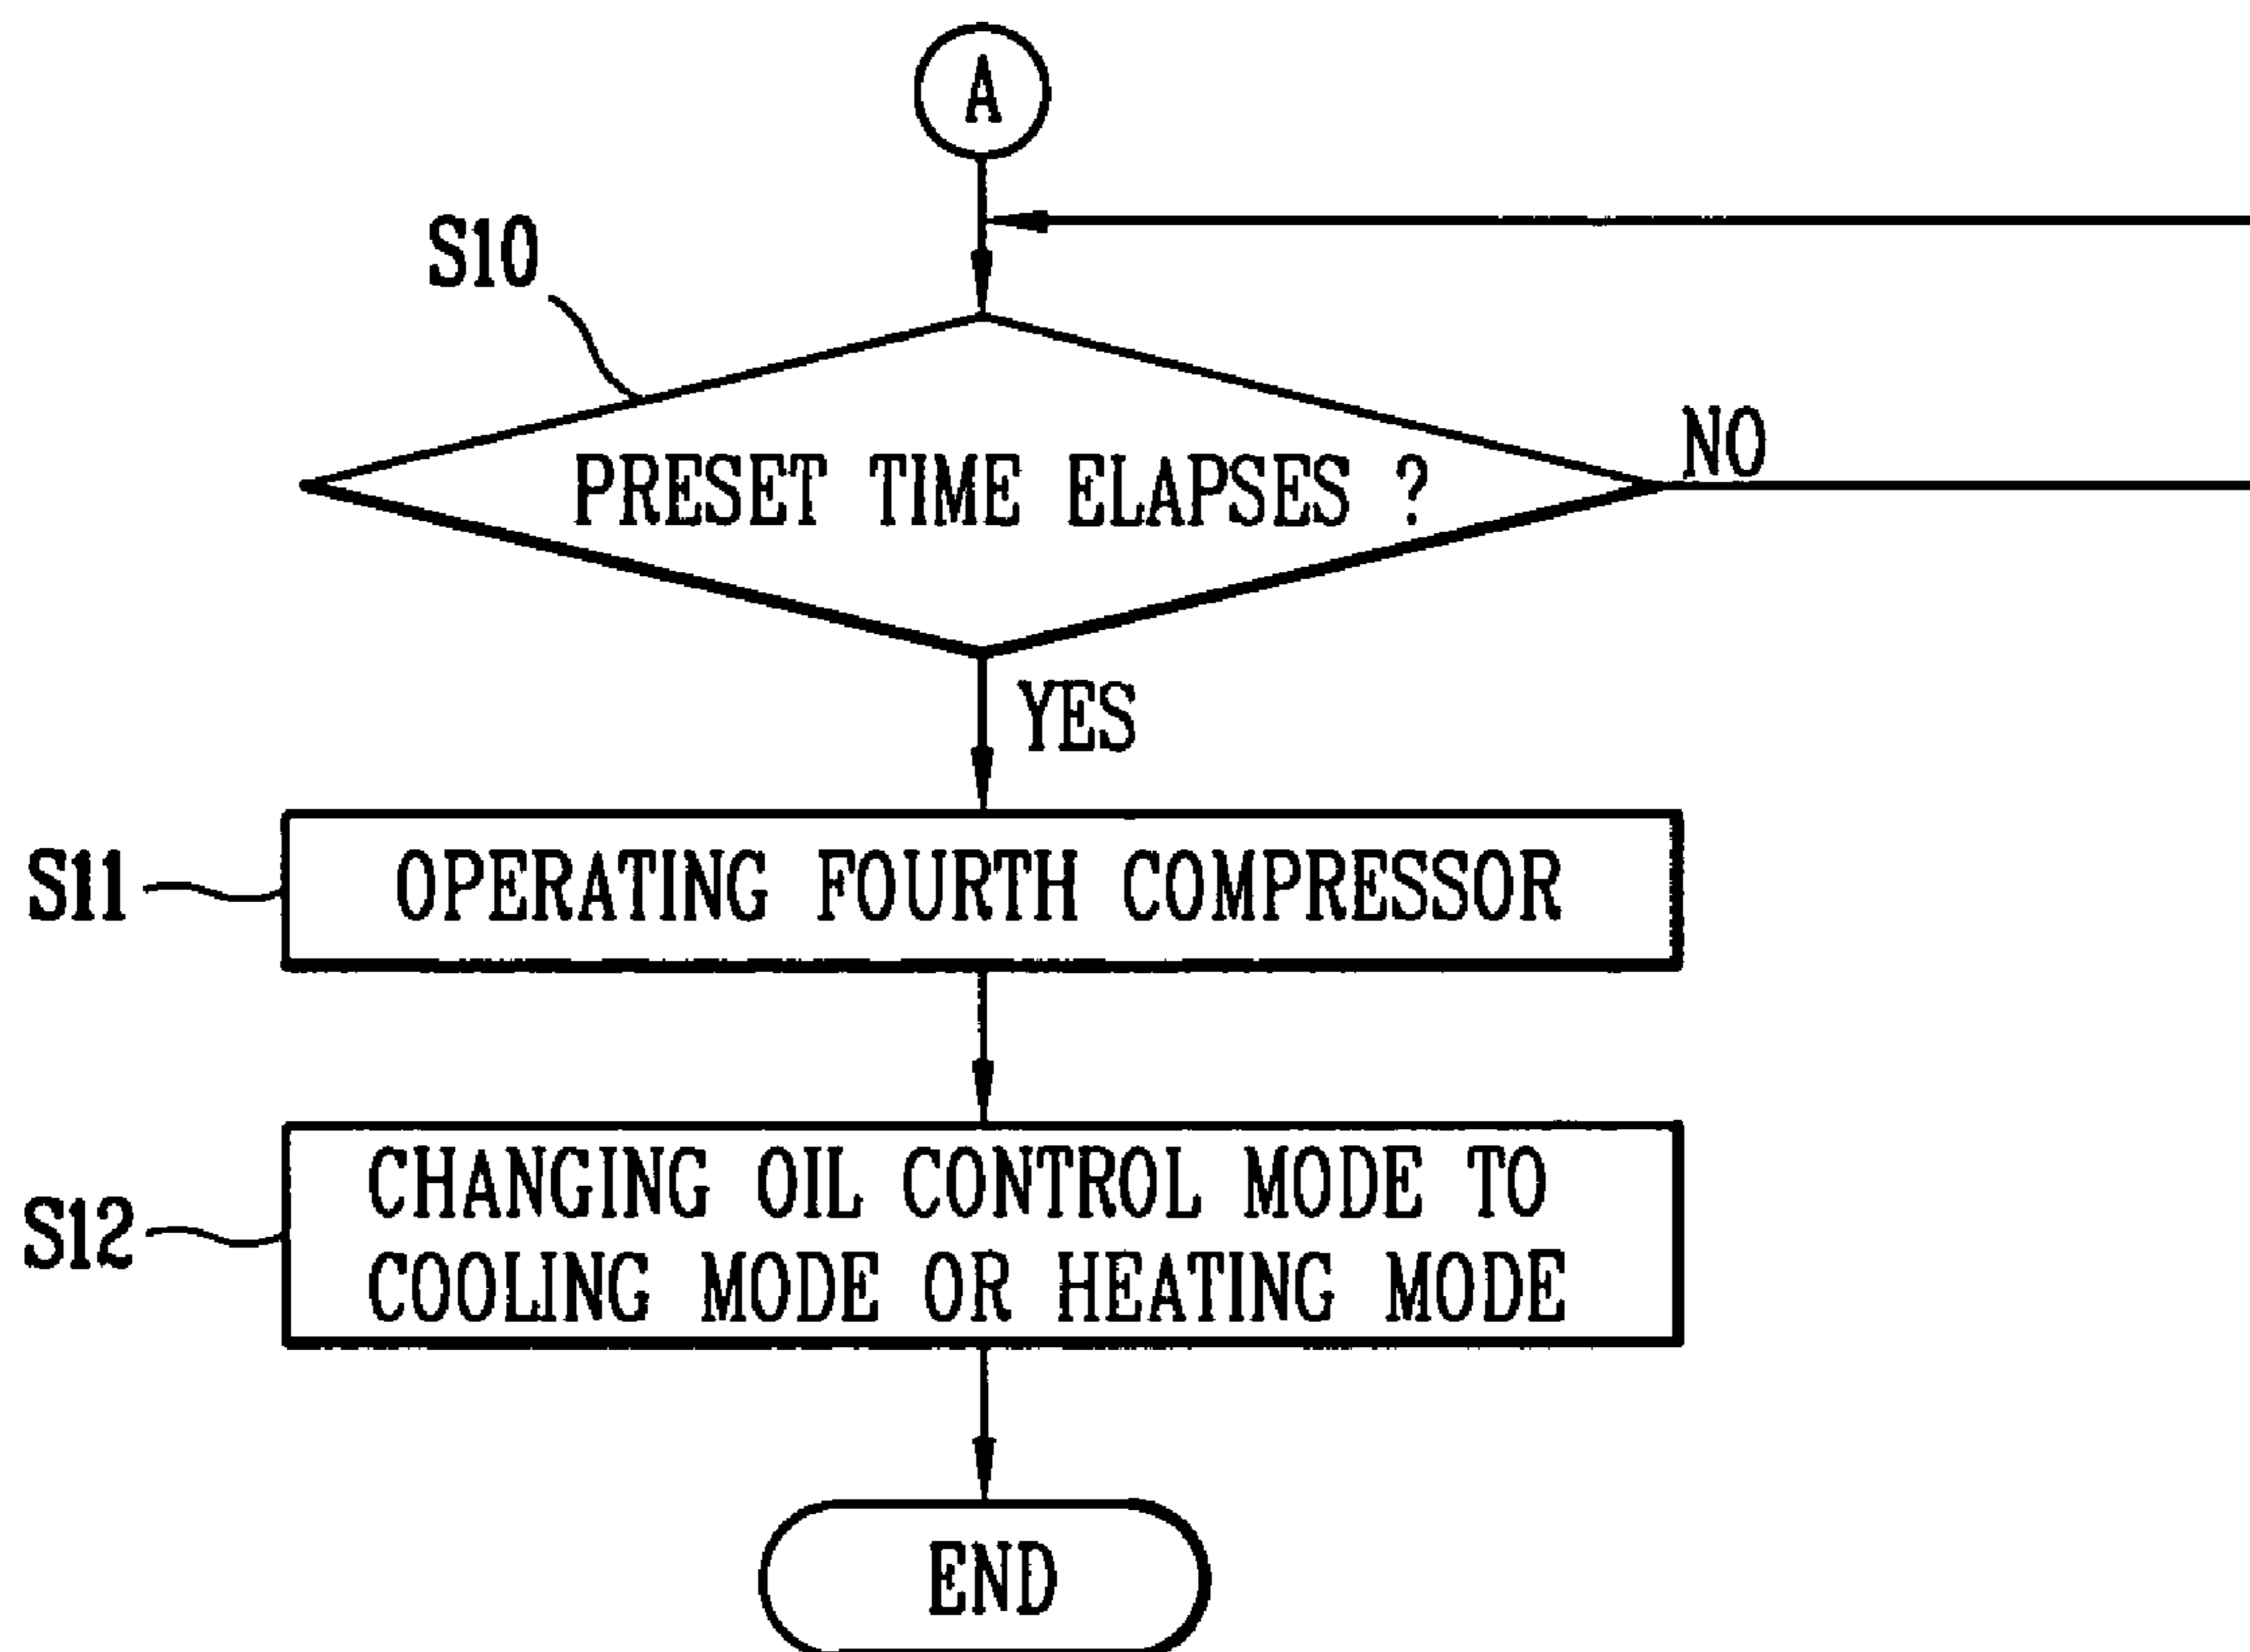 A
S10
PRESET TIME ELAPSES ?
NO
YES
S11
OPERATING FOURTH COMPRESSOR
S12
CHANGING OIL CONTROL MODE TO
COOLING MODE OR HEATING MODE
END